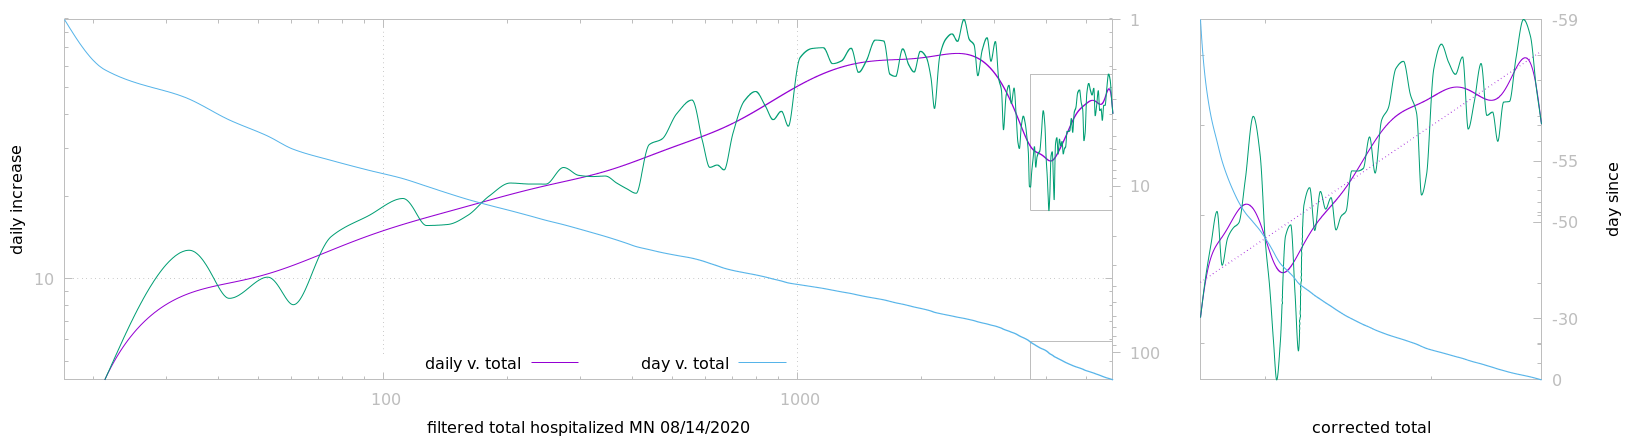 1
-59
daily increase
-55
day since
10
-50
10
-30
daily v. total
day v. total
100
0
100
1000
filtered total hospitalized MN 08/14/2020
corrected total